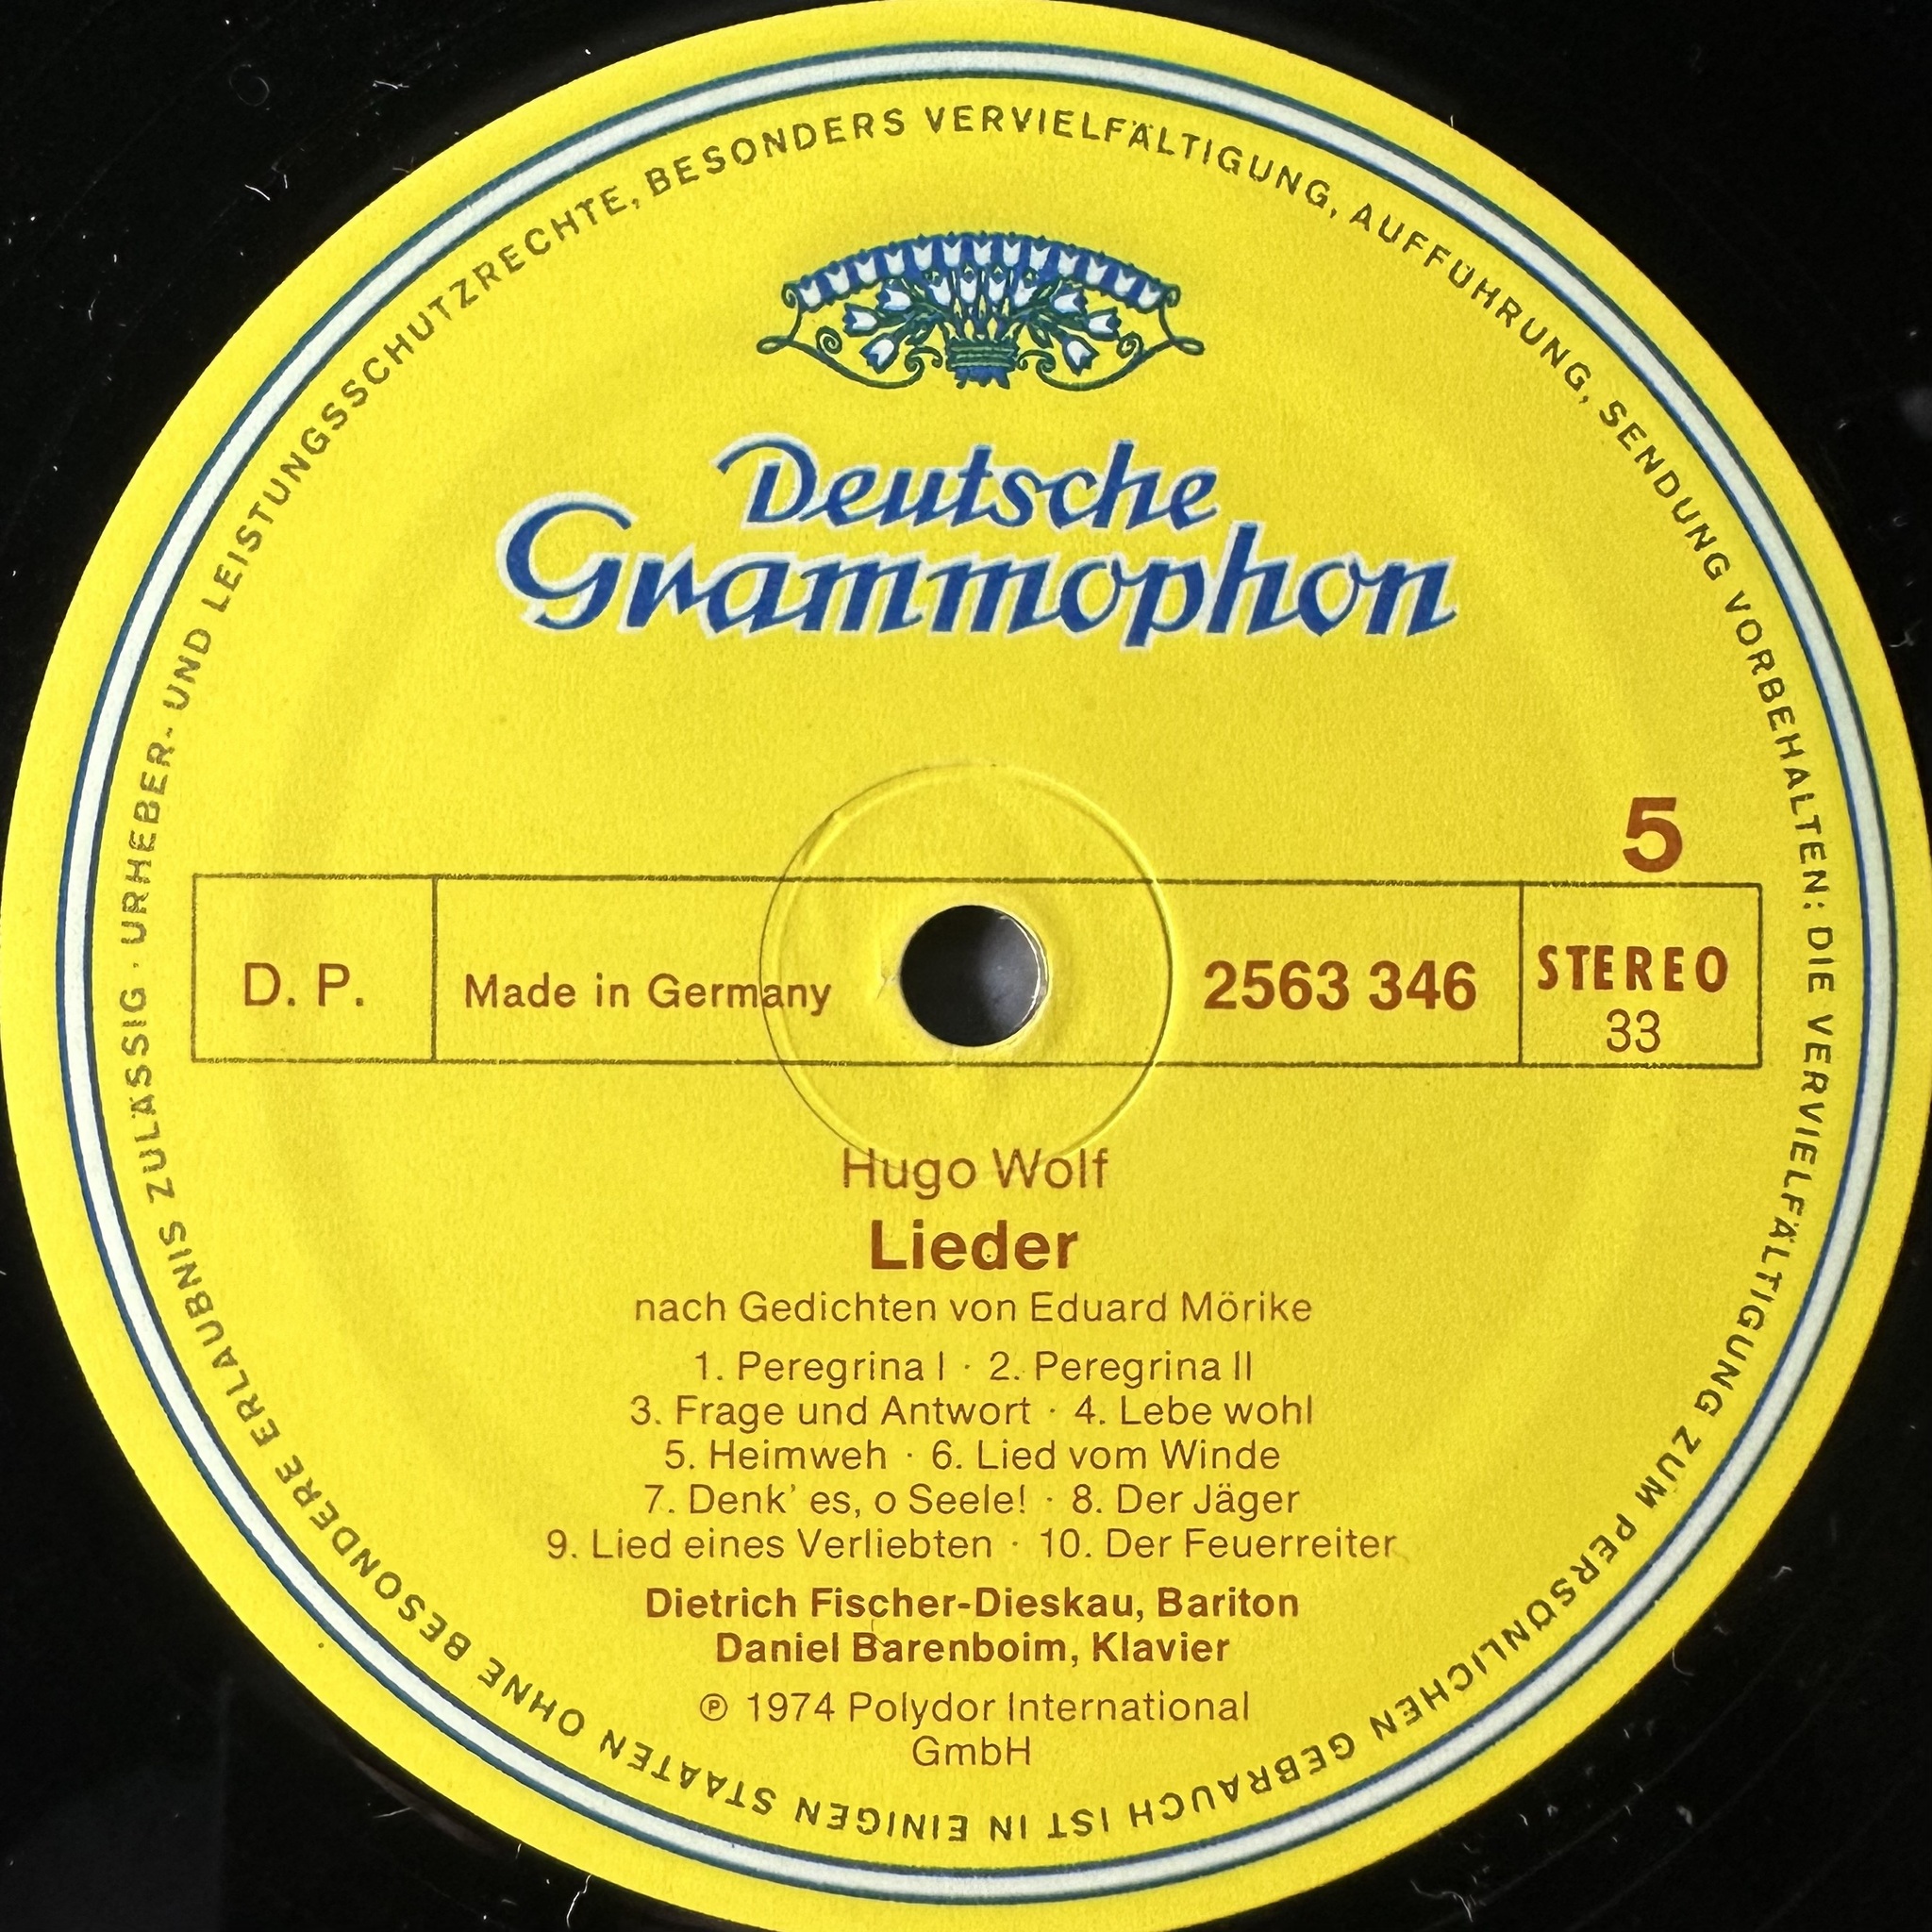 URHEBER- UND LEISTUNGSSCHUTZRECHTE, BESONDERS VERVIELFÄLTIGUNG, AUFFÜHRUNG, SENDUNG VORBEHALTEN: DIE VERVIELFÄLTIGUNG ZUM PERSÖNLICHEN GEBRAUCH IST IN EINIGEN STAATEN OHNE BESONDERE ERLAUBNIS ZULÄSSIG ·
Deutsche
Grammophon
5
D. P.
Made in Germany
2563 346
STEREO
33
Hugo Wolf
Lieder
nach Gedichten von Eduard Mörike
1. Peregrina I · 2. Peregrina II
3. Frage und Antwort · 4. Lebe wohl
5. Heimweh · 6. Lied vom Winde
7. Denk' es, o Seele! · 8. Der Jäger
9. Lied eines Verliebten · 10. Der Feuerreiter
Dietrich Fischer-Dieskau, Bariton
Daniel Barenboim, Klavier
℗ 1974 Polydor International
GmbH